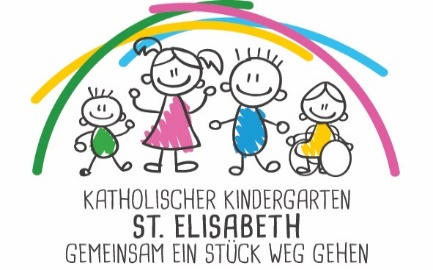 KATHOLISCHER KINDERGARTEN
ST. ELISABETH
GEMEINSAM EIN STÜCK WEG GEHEN